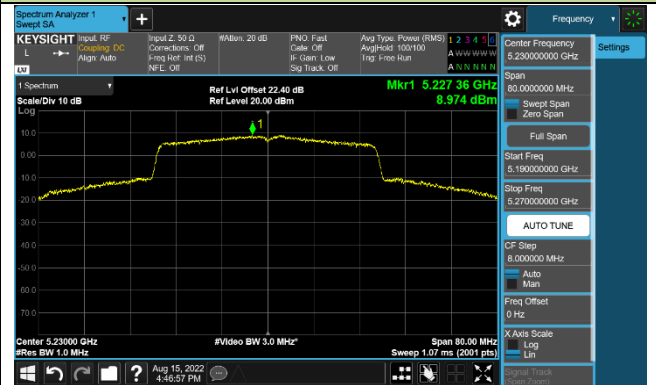 Spectrum Analyzer 1
Swept SA
Frequency
KEYSIGHT
L
Input: RF
Coupling: DC
Align: Auto
Input Z: 50 Ω
Corrections: Off
Freq Ref: Int (S)
NFE: Off
#Atten: 20 dB
PNO: Fast
Gate: Off
IF Gain: Low
Sig Track: Off
Avg Type: Power (RMS)
Avg|Hold: 100/100
Trig: Free Run
1 2 3 4 5 6
A W W W W W
A N N N N N
LXI
1 Spectrum
Scale/Div 10 dB
Log
Ref Lvl Offset 22.40 dB
Ref Level 20.00 dBm
Mkr1 5.227 36 GHz
8.974 dBm
1
10.0
0.00
-10.0
-20.0
-30.0
-40.0
-50.0
-60.0
-70.0
Center 5.23000 GHz
#Res BW 1.0 MHz
#Video BW 3.0 MHz*
Span 80.00 MHz
Sweep 1.07 ms (2001 pts)
Aug 15, 2022
4:46:57 PM
Center Frequency
5.230000000 GHz
Settings
Span
80.0000000 MHz
Swept Span
Zero Span
Full Span
Start Freq
5.190000000 GHz
Stop Freq
5.270000000 GHz
AUTO TUNE
CF Step
8.000000 MHz
Auto
Man
Freq Offset
0 Hz
X Axis Scale
Log
Lin
Signal Track
(Span Zoom)